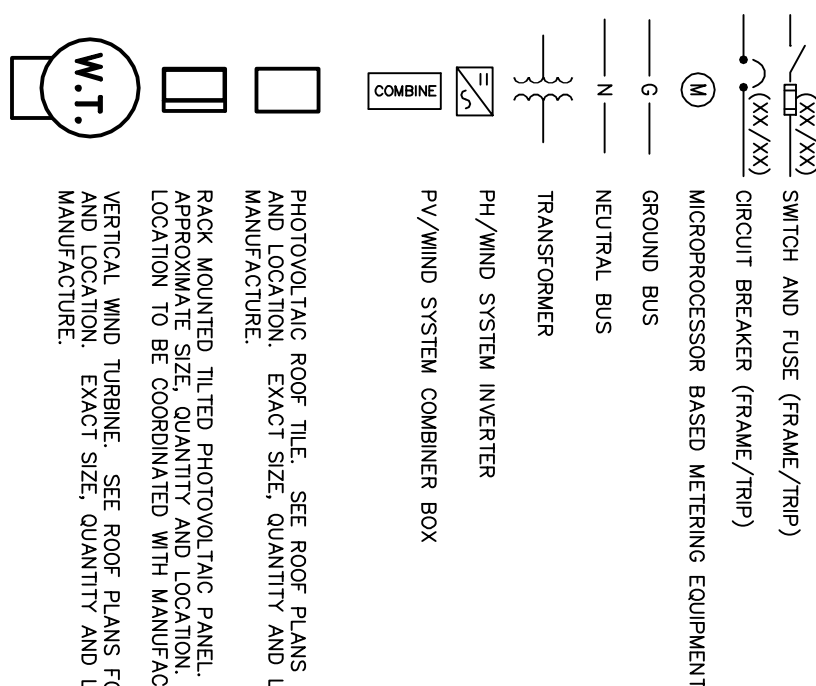 (XX/XX) SWITCH AND FUSE (FRAME/TRIP)
(XX/XX) CIRCUIT BREAKER (FRAME/TRIP)
M MICROPROCESSOR BASED METERING EQUIPMENT
G GROUND BUS
N NEUTRAL BUS
TRANSFORMER
PH/WIND SYSTEM INVERTER
COMBINE PV/WIIND SYSTEM COMBINER BOX
PHOTOVOLTAIC ROOF TILE. SEE ROOF PLANS
AND LOCATION. EXACT SIZE, QUANTITY AND L
MANUFACTURE.
RACK MOUNTED TILTED PHOTOVOLTAIC PANEL.
APPROXIMATE SIZE, QUANTITY AND LOCATION.
LOCATION TO BE COORDINATED WITH MANUFAC
W.T. VERTICAL WIND TURBINE. SEE ROOF PLANS FO
AND LOCATION. EXACT SIZE, QUANTITY AND L
MANUFACTURE.